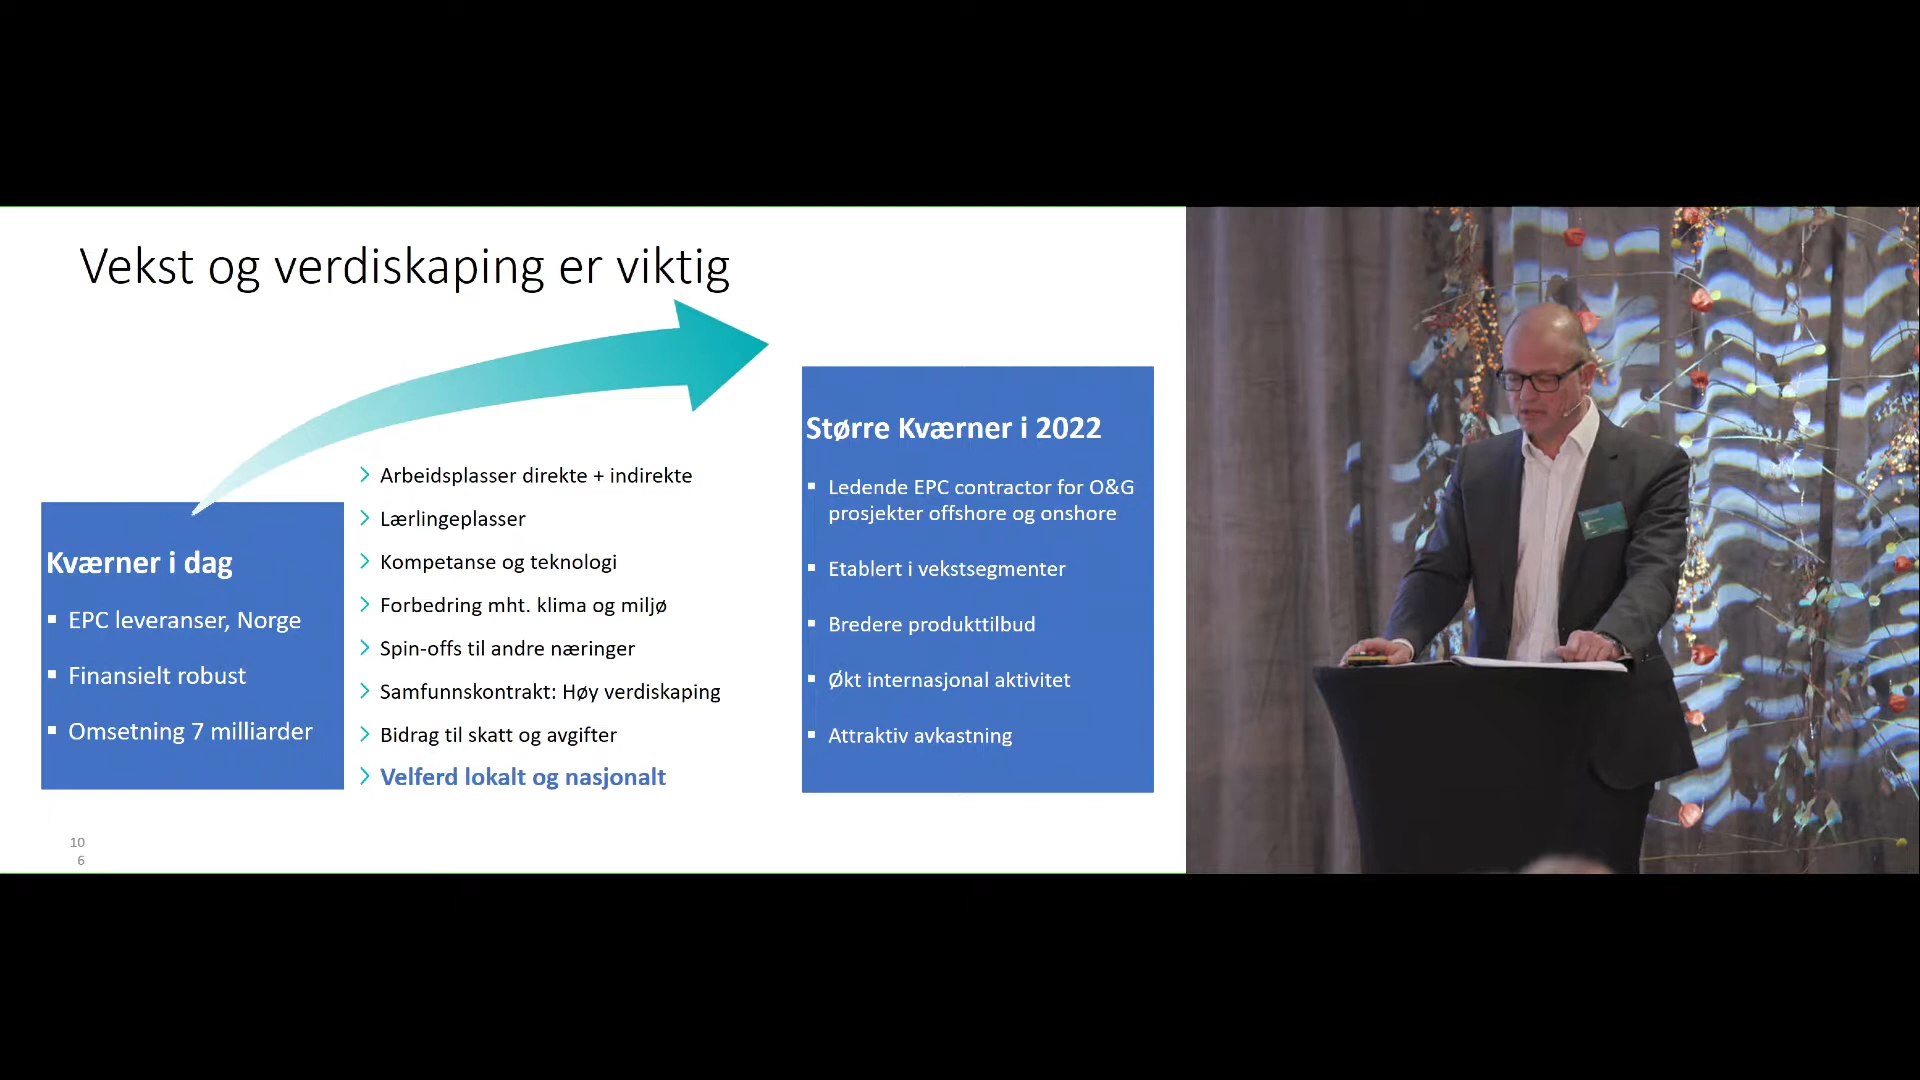 Vekst og verdiskaping er viktig
Kværner i dag
EPC leveranser, Norge
Finansielt robust
Omsetning 7 milliarder
Arbeidsplasser direkte + indirekte
Lærlingeplasser
Kompetanse og teknologi
Forbedring mht. klima og miljø
Spin-offs til andre næringer
Samfunnskontrakt: Høy verdiskaping
Bidrag til skatt og avgifter
Velferd lokalt og nasjonalt
Større Kværner i 2022
Ledende EPC contractor for O&G
prosjekter offshore og onshore
Etablert i vekstsegmenter
Bredere produkttilbud
Økt internasjonal aktivitet
Attraktiv avkastning
10
6